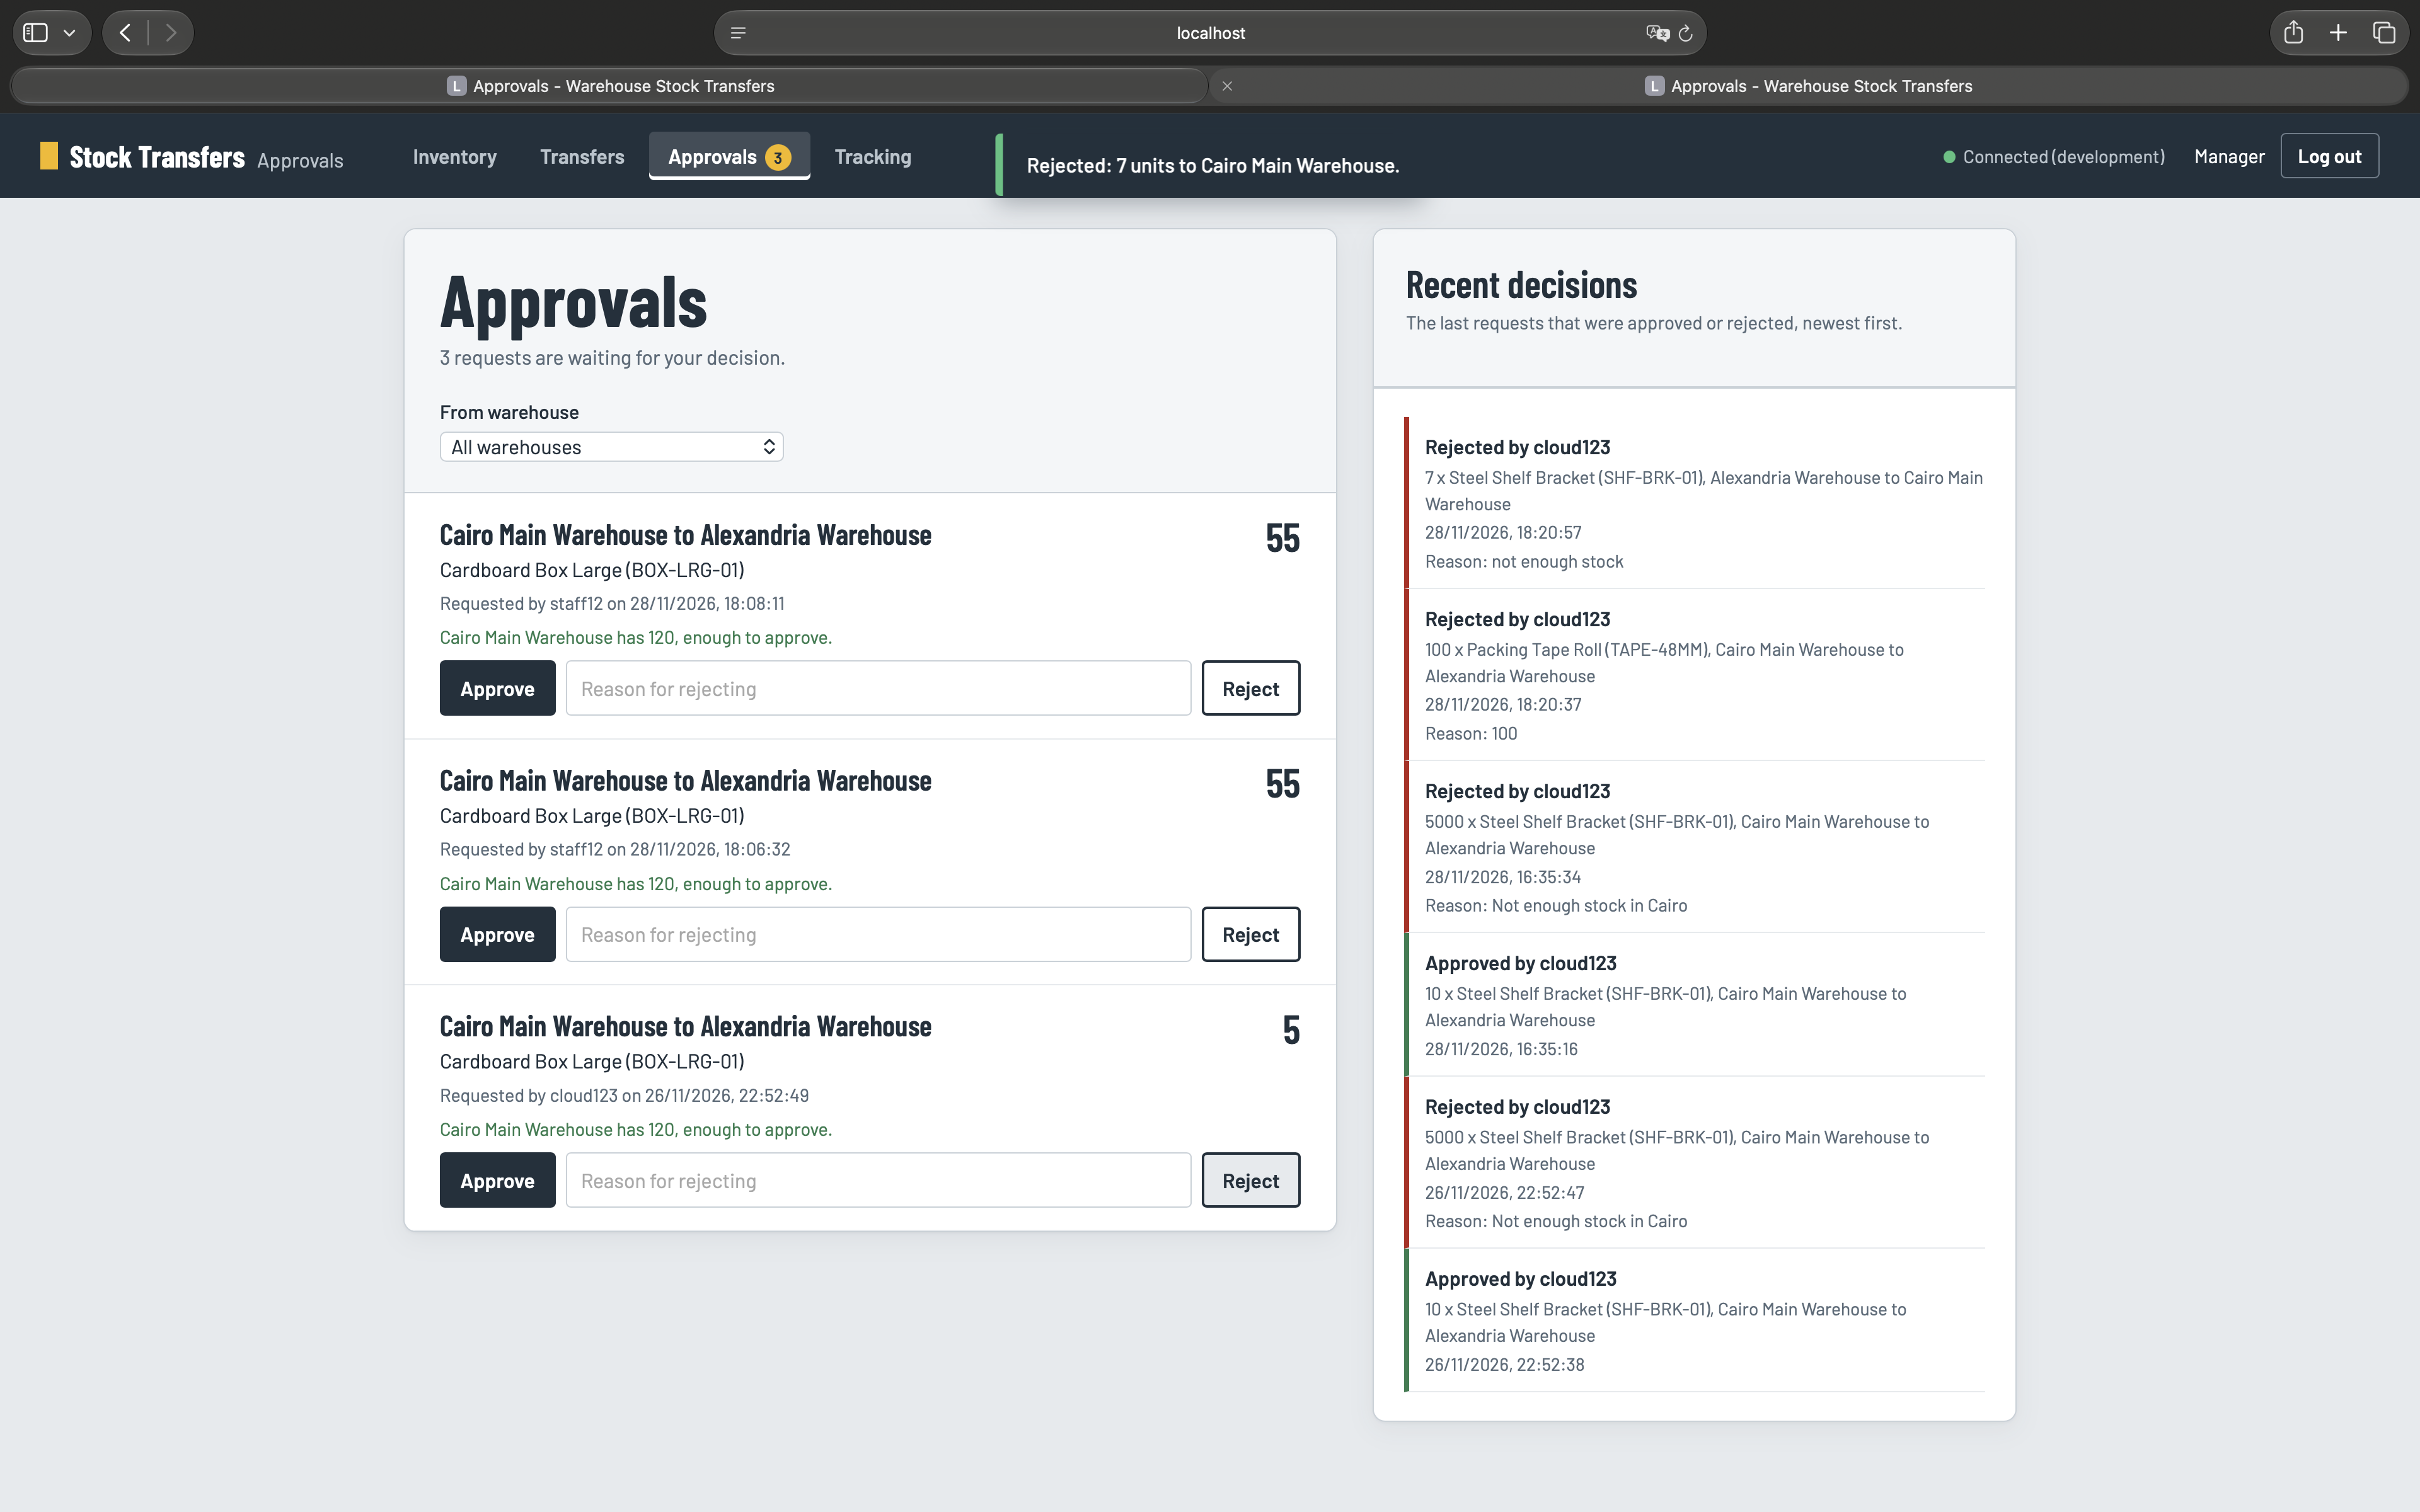 localhost
L Approvals - Warehouse Stock Transfers
L Approvals - Warehouse Stock Transfers
Stock Transfers Approvals
Inventory
Transfers
Approvals 3
Tracking
Rejected: 7 units to Cairo Main Warehouse.
Connected (development)
Manager
Log out
Approvals
3 requests are waiting for your decision.
From warehouse
All warehouses
Cairo Main Warehouse to Alexandria Warehouse 55
Cardboard Box Large (BOX-LRG-01)
Requested by staff12 on 28/11/2026, 18:08:11
Cairo Main Warehouse has 120, enough to approve.
Approve
Reason for rejecting
Reject
Cairo Main Warehouse to Alexandria Warehouse 55
Cardboard Box Large (BOX-LRG-01)
Requested by staff12 on 28/11/2026, 18:06:32
Cairo Main Warehouse has 120, enough to approve.
Approve
Reason for rejecting
Reject
Cairo Main Warehouse to Alexandria Warehouse 5
Cardboard Box Large (BOX-LRG-01)
Requested by cloud123 on 26/11/2026, 22:52:49
Cairo Main Warehouse has 120, enough to approve.
Approve
Reason for rejecting
Reject
Recent decisions
The last requests that were approved or rejected, newest first.
Rejected by cloud123
7 x Steel Shelf Bracket (SHF-BRK-01), Alexandria Warehouse to Cairo Main
Warehouse
28/11/2026, 18:20:57
Reason: not enough stock
Rejected by cloud123
100 x Packing Tape Roll (TAPE-48MM), Cairo Main Warehouse to
Alexandria Warehouse
28/11/2026, 18:20:37
Reason: 100
Rejected by cloud123
5000 x Steel Shelf Bracket (SHF-BRK-01), Cairo Main Warehouse to
Alexandria Warehouse
28/11/2026, 16:35:34
Reason: Not enough stock in Cairo
Approved by cloud123
10 x Steel Shelf Bracket (SHF-BRK-01), Cairo Main Warehouse to
Alexandria Warehouse
28/11/2026, 16:35:16
Rejected by cloud123
5000 x Steel Shelf Bracket (SHF-BRK-01), Cairo Main Warehouse to
Alexandria Warehouse
26/11/2026, 22:52:47
Reason: Not enough stock in Cairo
Approved by cloud123
10 x Steel Shelf Bracket (SHF-BRK-01), Cairo Main Warehouse to
Alexandria Warehouse
26/11/2026, 22:52:38